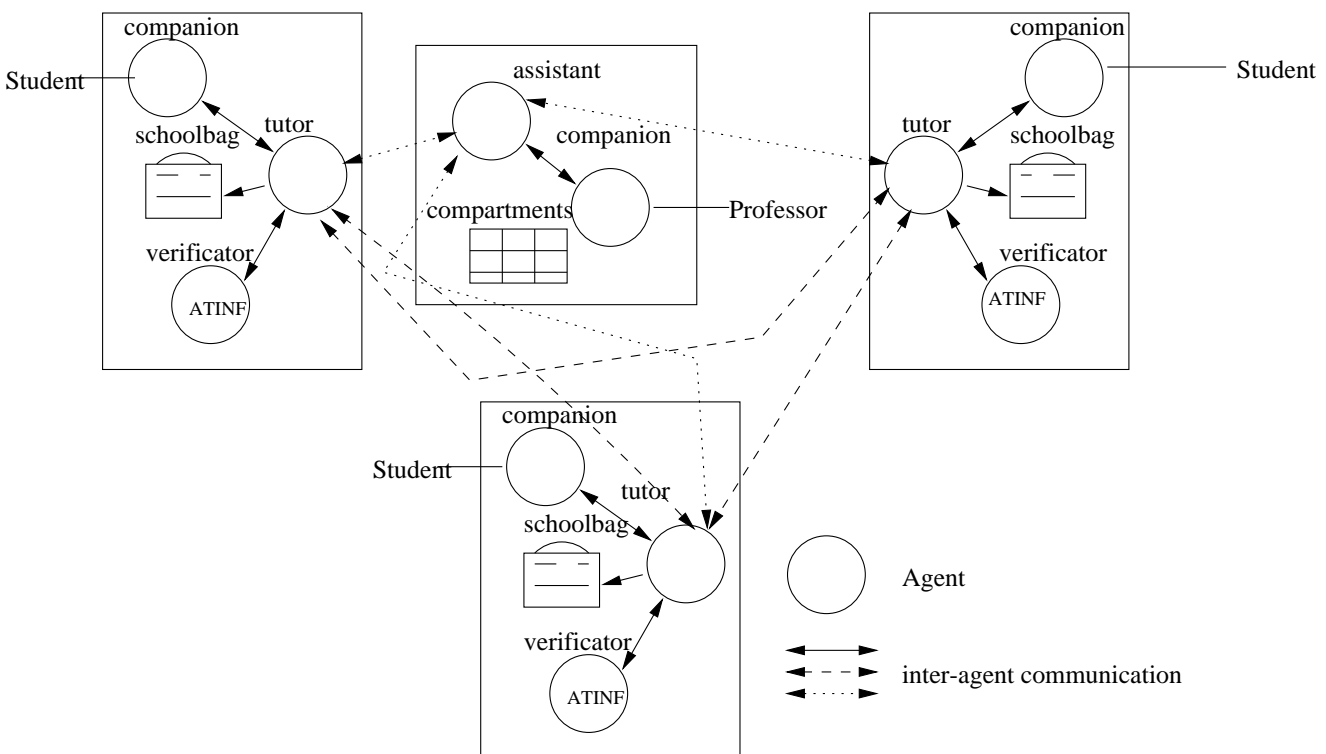 companion
Student
schoolbag
tutor
verificator
ATINF
assistant
companion
compartments
Professor
companion
Student
tutor
schoolbag
verificator
ATINF
companion
Student
tutor
schoolbag
verificator
ATINF
Agent
inter-agent communication